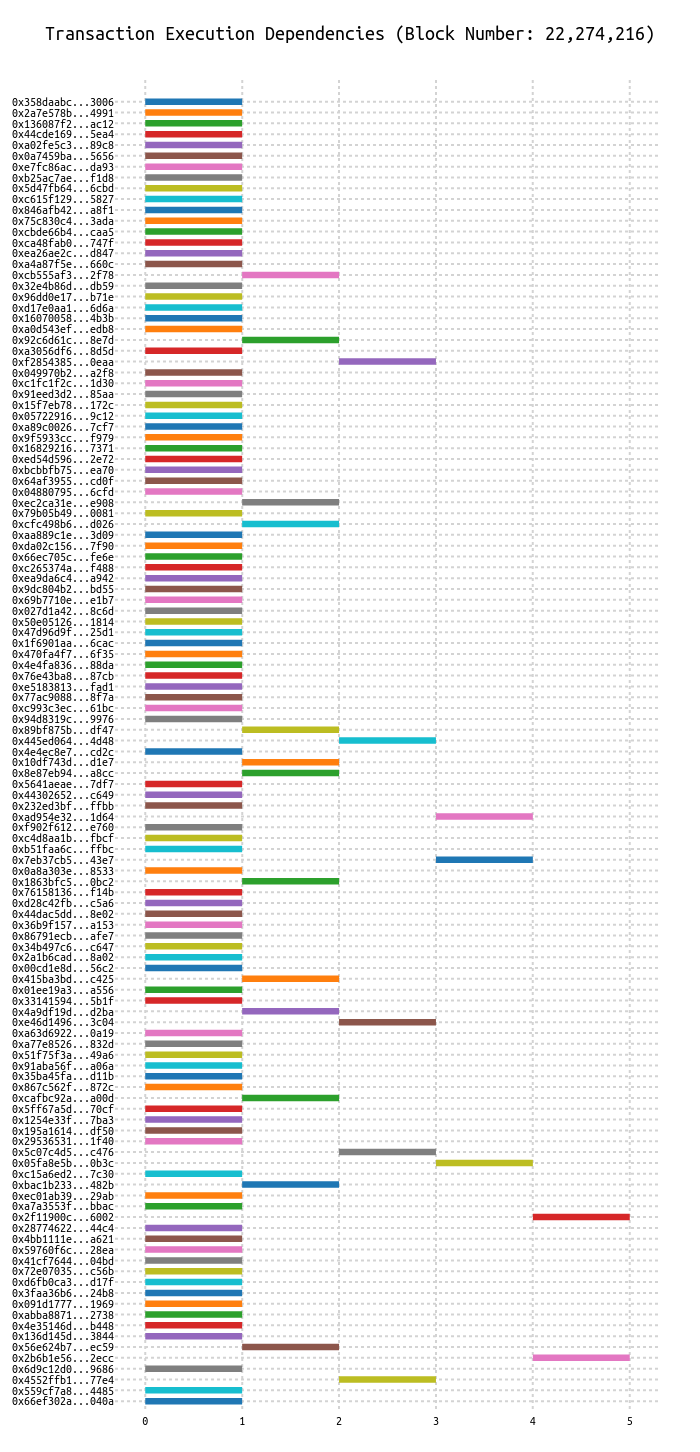 Transaction Execution Dependencies (Block Number: 22,274,216)
0x358daabc...3006
0x2a7e578b...4991
0x136087f2...ac12
0x44cde169...5ea4
0xa02fe5c3...89c8
0x0a7459ba...5656
0xe7fc86ac...da93
0xb25ac7ae...f1d8
0x5d47fb64...6cbd
0xc615f129...5827
0x846afb42...a8f1
0x75c830c4...3ada
0xcbde66b4...caa5
0xca48fab0...747f
0xea26ae2c...d847
0xa4a87f5e...660c
0xcb555af3...2f78
0x32e4b86d...db59
0x96dd0e17...b71e
0xd17e0aa1...6d6a
0x16070058...4b3b
0xa0d543ef...edb8
0x92c6d61c...8e7d
0xa3056df6...8d5d
0xf2854385...0eaa
0x049970b2...a2f8
0xc1fc1f2c...1d30
0x91eed3d2...85aa
0x15f7eb78...172c
0x05722916...9c12
0xa89c0026...7cf7
0x9f5933cc...f979
0x16829216...7371
0xed54d596...2e72
0xbcbbfb75...ea70
0x64af3955...cd0f
0x04880795...6cfd
0xec2ca31e...e908
0x79b05b49...0081
0xcfc498b6...d026
0xaa889c1e...3d09
0xda02c156...7f90
0x66ec705c...fe6e
0xc265374a...f488
0xea9da6c4...a942
0x9dc804b2...bd55
0x69b7710e...e1b7
0x027d1a42...8c6d
0x50e05126...1814
0x47d96d9f...25d1
0x1f6901aa...6cac
0x470fa4f7...6f35
0x4e4fa836...88da
0x76e43ba8...87cb
0xe5183813...fad1
0x77ac9088...8f7a
0xc993c3ec...61bc
0x94d8319c...9976
0x89bf875b...df47
0x445ed064...4d48
0x4e4ec8e7...cd2c
0x10df743d...d1e7
0x8e87eb94...a8cc
0x5641aeae...7df7
0x44302652...c649
0x232ed3bf...ffbb
0xad954e32...1d64
0xf902f612...e760
0xc4d8aa1b...fbcf
0xb51faa6c...ffbc
0x7eb37cb5...43e7
0x0a8a303e...8533
0x1863bfc5...0bc2
0x76158136...f14b
0xd28c42fb...c5a6
0x44dac5dd...8e02
0x36b9f157...a153
0x86791ecb...afe7
0x34b497c6...c647
0x2a1b6cad...8a02
0x00cd1e8d...56c2
0x415ba3bd...c425
0x01ee19a3...a556
0x33141594...5b1f
0x4a9df19d...d2ba
0xe46d1496...3c04
0xa63d6922...0a19
0xa77e8526...832d
0x51f75f3a...49a6
0x91aba56f...a06a
0x35ba45fa...d11b
0x867c562f...872c
0xcafbc92a...a00d
0x5ff67a5d...70cf
0x1254e33f...7ba3
0x195a1614...df50
0x29536531...1f40
0x5c07c4d5...c476
0x05fa8e5b...0b3c
0xc15a6ed2...7c30
0xbac1b233...482b
0xec01ab39...29ab
0xa7a3553f...bbac
0x2f11900c...6002
0x28774622...44c4
0x4bb1111e...a621
0x59760f6c...28ea
0x41cf7644...04bd
0x72e07035...c56b
0xd6fb0ca3...d17f
0x3faa36b6...24b8
0x091d1777...1969
0xabba8871...2738
0x4e35146d...b448
0x136d145d...3844
0x56e624b7...ec59
0x2b6b1e56...2ecc
0x6d9c12d0...9686
0x4552ffb1...77e4
0x559cf7a8...4485
0x66ef302a...040a
0 1 2 3 4 5